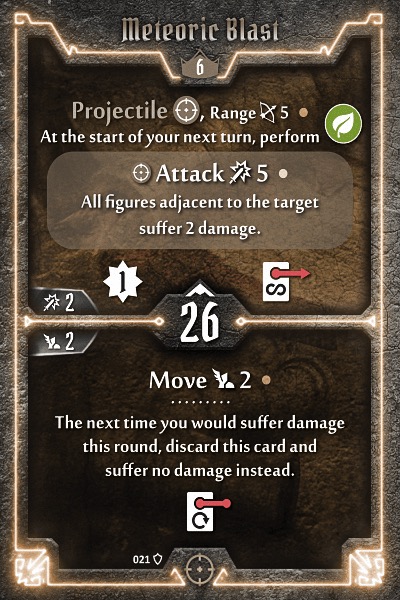 Meteoric Blast
6
Projectile , Range 5
At the start of your next turn, perform
Attack 5
All figures adjacent to the target
suffer 2 damage.
1
S
2
26
2
Move 2
The next time you would suffer damage
this round, discard this card and
suffer no damage instead.
021